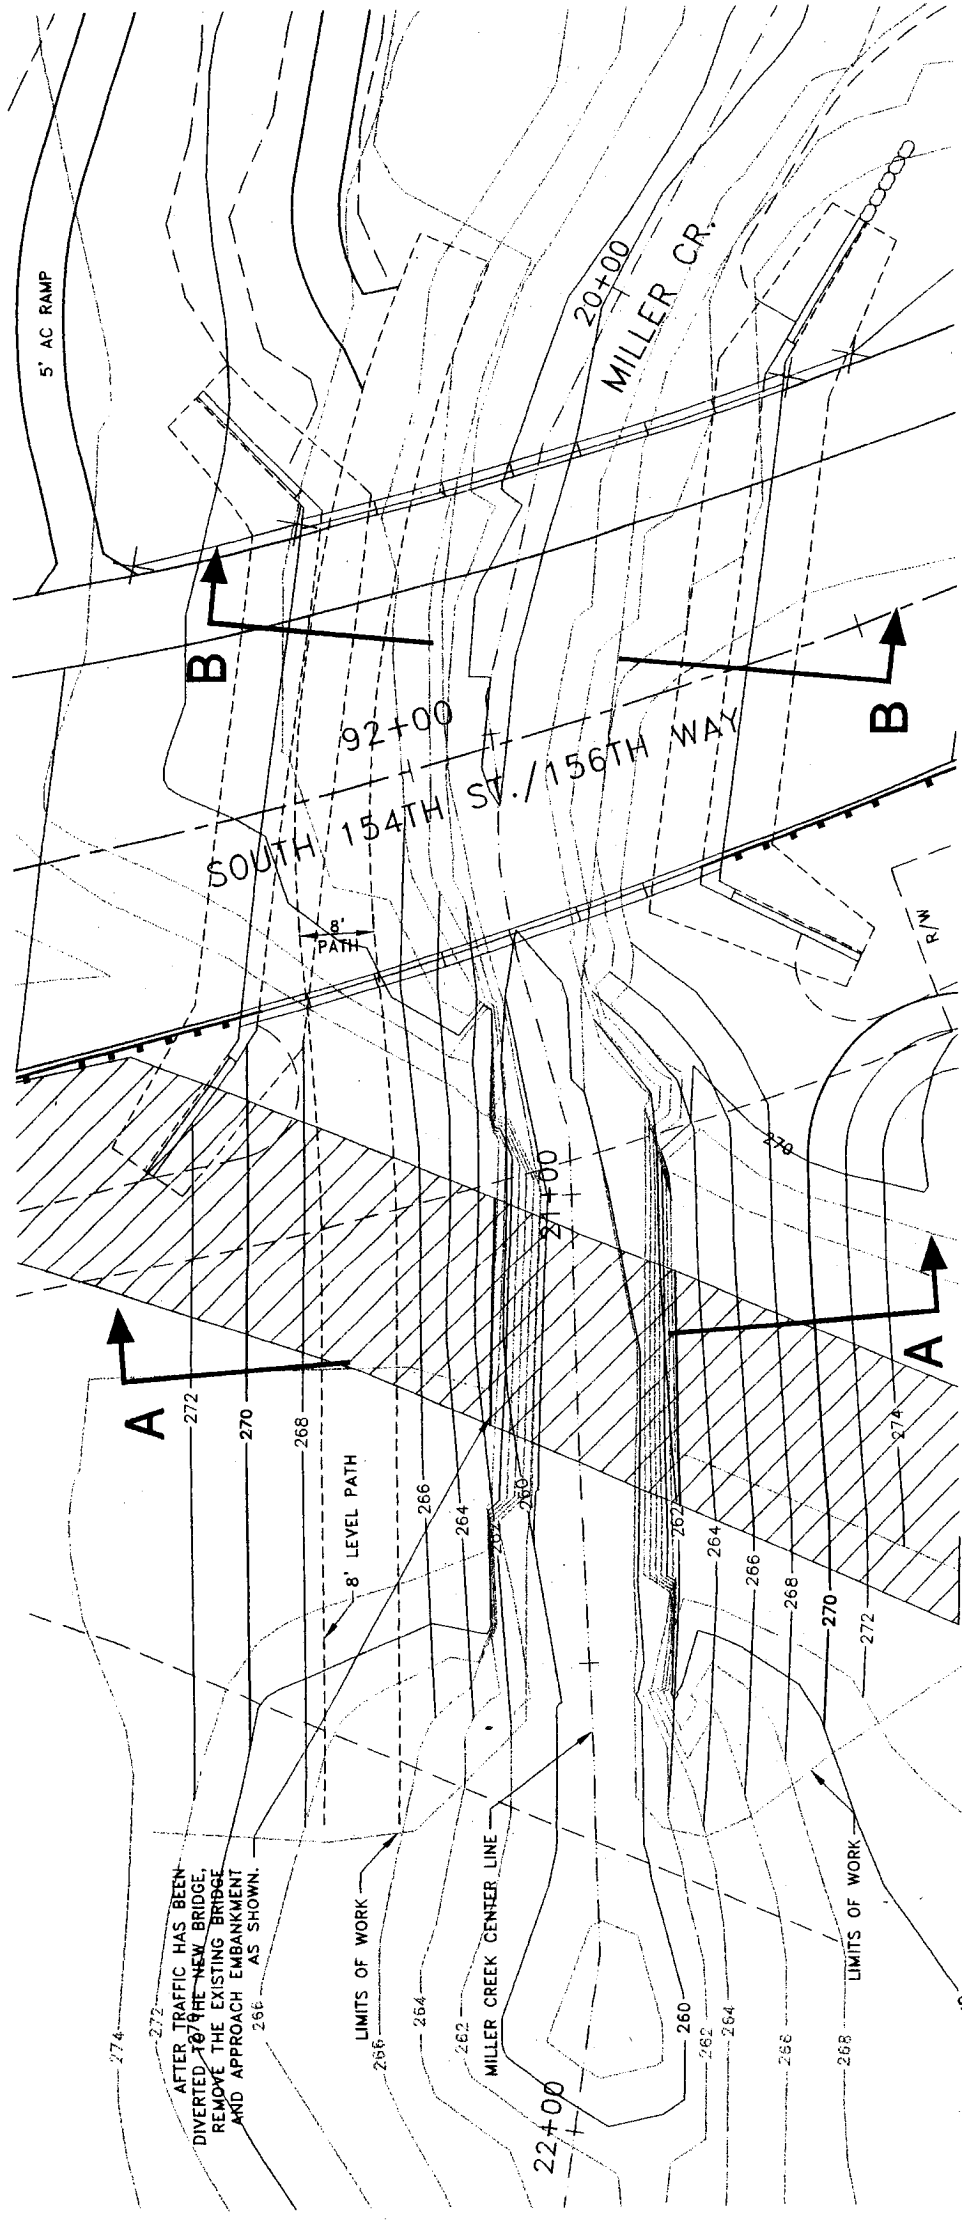 5' AC RAMP
20+00
MILLER CR.
B
B
92+00
SOUTH 154TH ST./156TH WAY
8'
PATH
R/W
270
21+00
A
A
272
270
268
266
264
262
260
262
264
266
268
270
272
274
8' LEVEL PATH
AFTER TRAFFIC HAS BEEN
DIVERTED TO THE NEW BRIDGE,
REMOVE THE EXISTING BRIDGE
AND APPROACH EMBANKMENT
AS SHOWN.
LIMITS OF WORK
MILLER CREEK CENTER LINE
LIMITS OF WORK
274
272
270
266
266
264
262
260
262
264
266
268
22+00